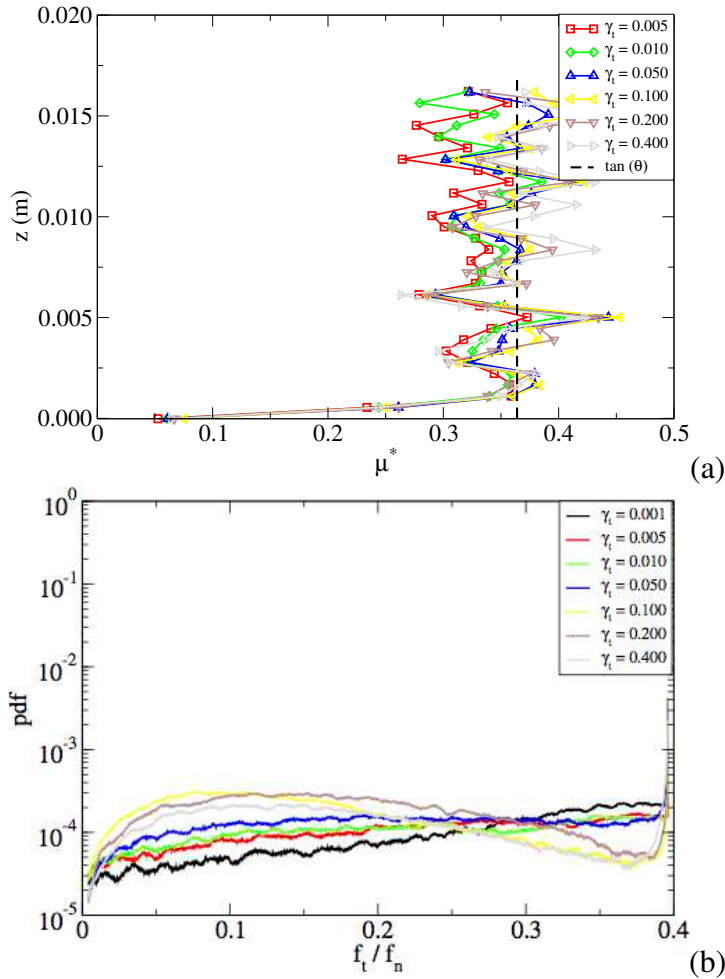 0.020
0.015
0.010
0.005
0.000
z (m)
0
0.1
0.2
0.3
0.4
0.5
μ*
γt = 0.005
γt = 0.010
γt = 0.050
γt = 0.100
γt = 0.200
γt = 0.400
tan (θ)
(a)
10^0
10^-1
10^-2
10^-3
10^-4
10^-5
pdf
0
0.1
0.2
0.3
0.4
ft / fn
γt = 0.001
γt = 0.005
γt = 0.010
γt = 0.050
γt = 0.100
γt = 0.200
γt = 0.400
(b)